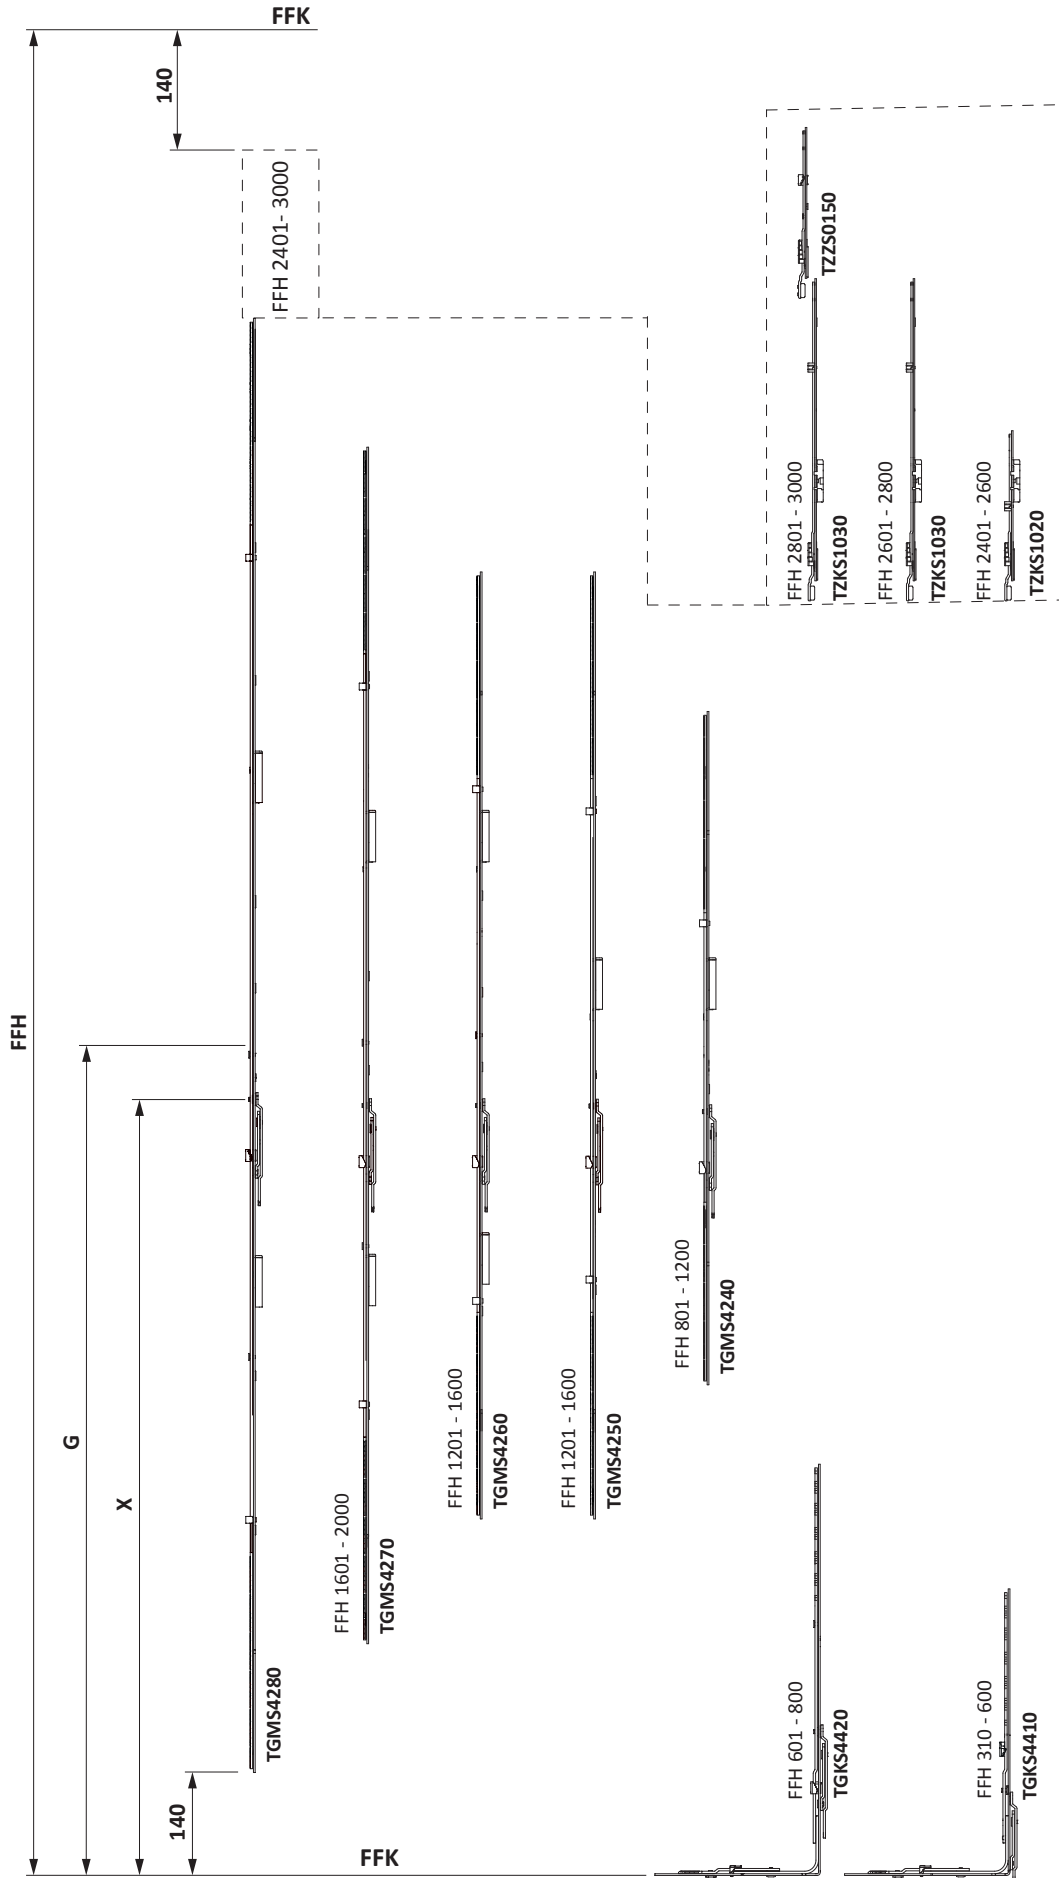 FFK
140
FFH 2401- 3000
TZZS0150
FFH 2801 - 3000
TZKS1030
FFH 2601 - 2800
TZKS1030
FFH 2401 - 2600
TZKS1020
FFH
G
X
FFH 801 - 1200
TGMS4240
FFH 1201 - 1600
TGMS4260
FFH 1201 - 1600
TGMS4250
FFH 1601 - 2000
TGMS4270
TGMS4280
FFH 601 - 800
TGKS4420
FFH 310 - 600
TGKS4410
140
FFK